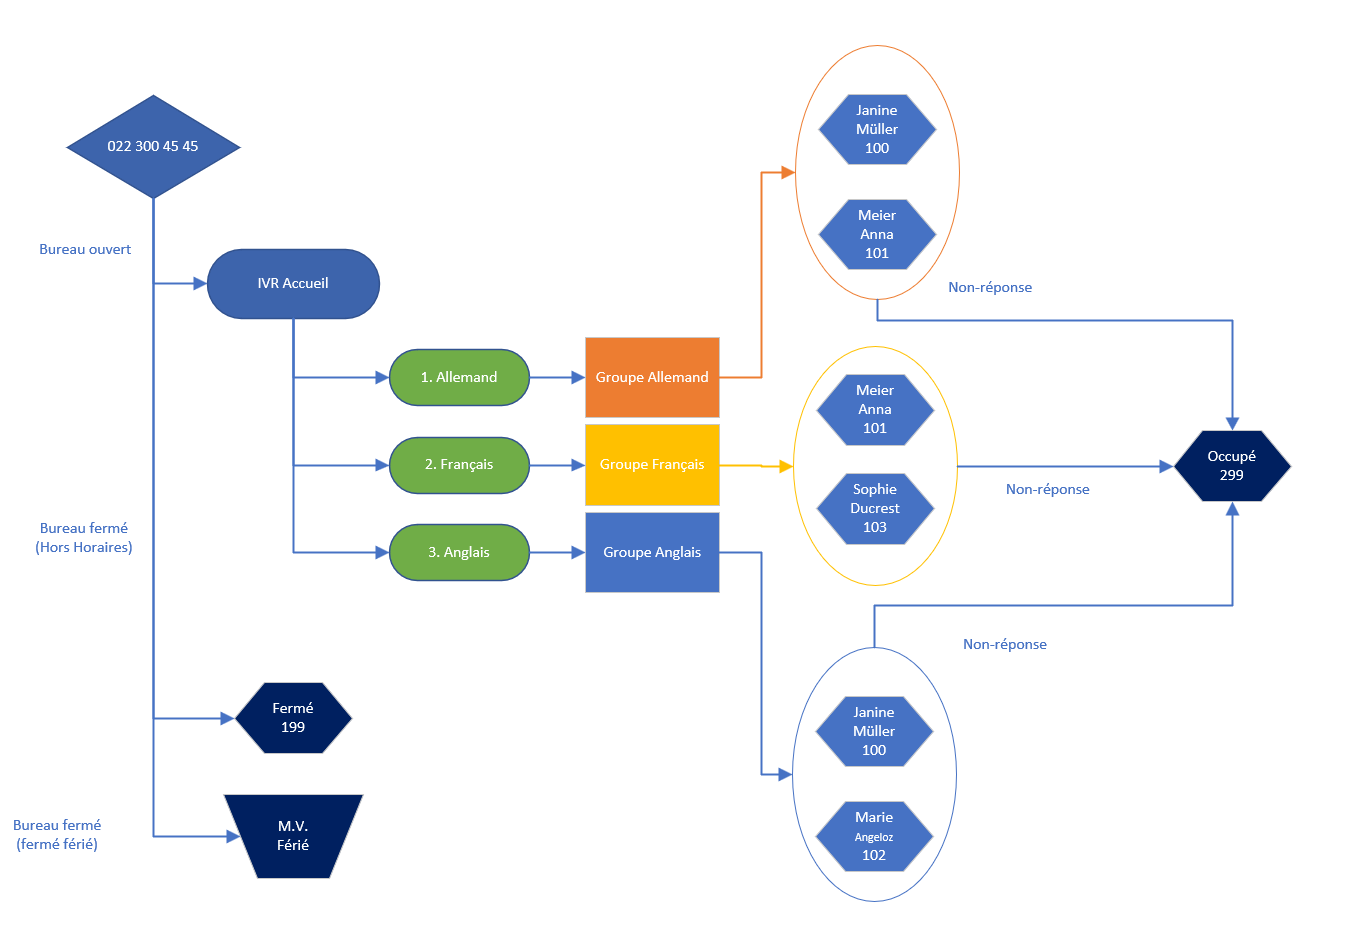 022 300 45 45
Bureau ouvert
IVR Accueil
1. Allemand
2. Français
3. Anglais
Groupe Allemand
Groupe Français
Groupe Anglais
Janine
Müller
100
Meier
Anna
101
Non-réponse
Meier
Anna
101
Sophie
Ducrest
103
Non-réponse
Occupé
299
Non-réponse
Janine
Müller
100
Marie
Angeloz
102
Bureau fermé
(Hors Horaires)
Fermé
199
Bureau fermé
(fermé férié)
M.V.
Férié